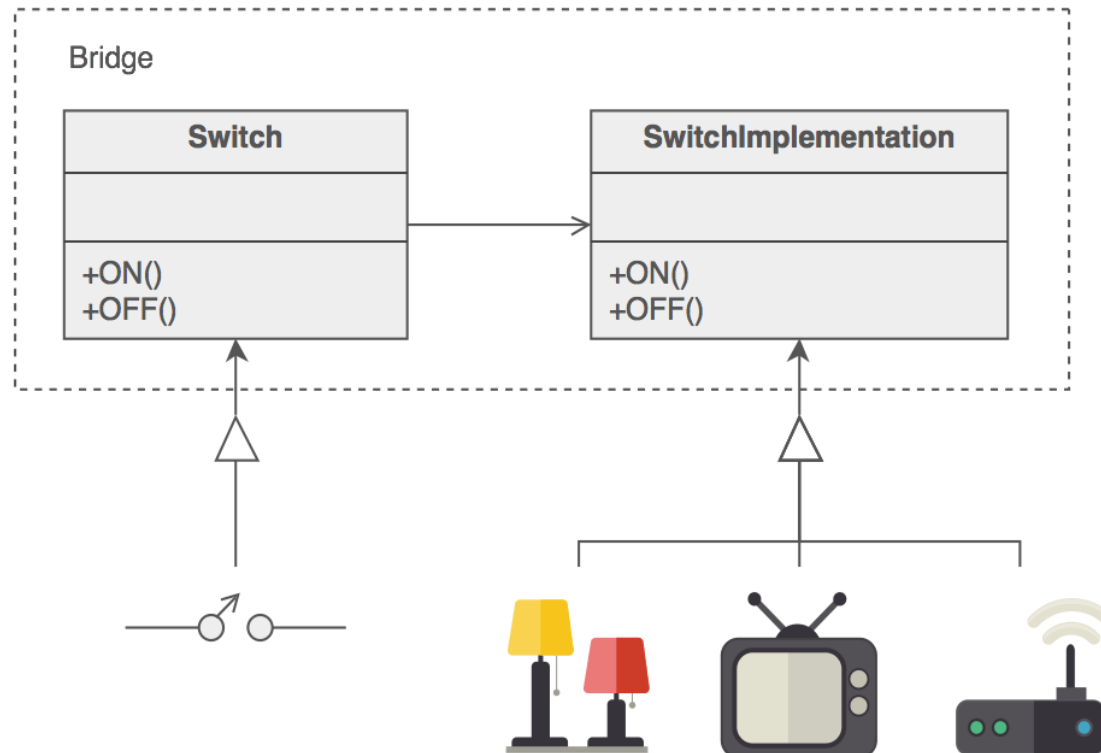 Bridge
Switch
+ON()
+OFF()
SwitchImplementation
+ON()
+OFF()